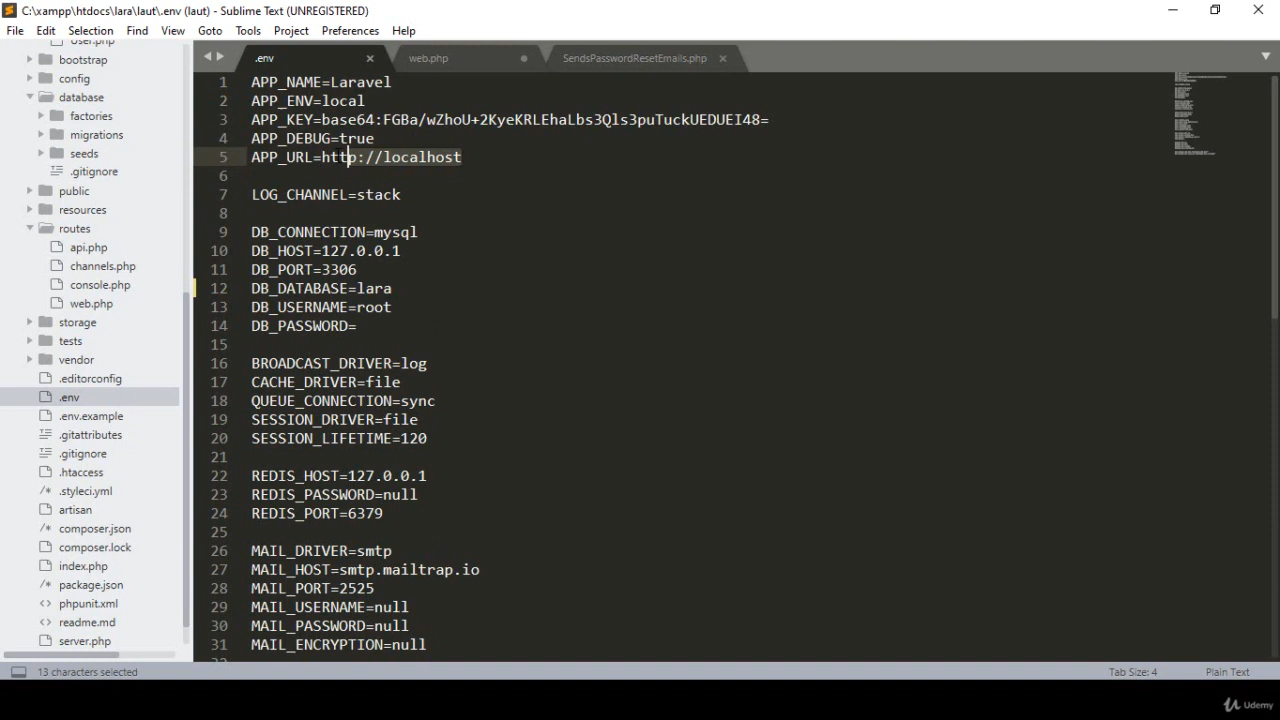 C:\xampp\htdocs\lara\laut\.env (laut) - Sublime Text (UNREGISTERED)
File Edit Selection Find View Goto Tools Project Preferences Help
User.php
bootstrap
config
database
factories
migrations
seeds
.gitignore
public
resources
routes
api.php
channels.php
console.php
web.php
storage
tests
vendor
.editorconfig
.env
.env.example
.gitattributes
.gitignore
.htaccess
.styleci.yml
artisan
composer.json
composer.lock
index.php
package.json
phpunit.xml
readme.md
server.php
.env
web.php
SendsPasswordResetEmails.php
1 APP_NAME=Laravel
2 APP_ENV=local
3 APP_KEY=base64:FGBa/wZhoU+2KyeKRLEhaLbs3Qls3puTuckUEDUEI48=
4 APP_DEBUG=true
5 APP_URL=http://localhost
6
7 LOG_CHANNEL=stack
8
9 DB_CONNECTION=mysql
10 DB_HOST=127.0.0.1
11 DB_PORT=3306
12 DB_DATABASE=lara
13 DB_USERNAME=root
14 DB_PASSWORD=
15
16 BROADCAST_DRIVER=log
17 CACHE_DRIVER=file
18 QUEUE_CONNECTION=sync
19 SESSION_DRIVER=file
20 SESSION_LIFETIME=120
21
22 REDIS_HOST=127.0.0.1
23 REDIS_PASSWORD=null
24 REDIS_PORT=6379
25
26 MAIL_DRIVER=smtp
27 MAIL_HOST=smtp.mailtrap.io
28 MAIL_PORT=2525
29 MAIL_USERNAME=null
30 MAIL_PASSWORD=null
31 MAIL_ENCRYPTION=null
13 characters selected
Tab Size: 4
Plain Text
Udemy